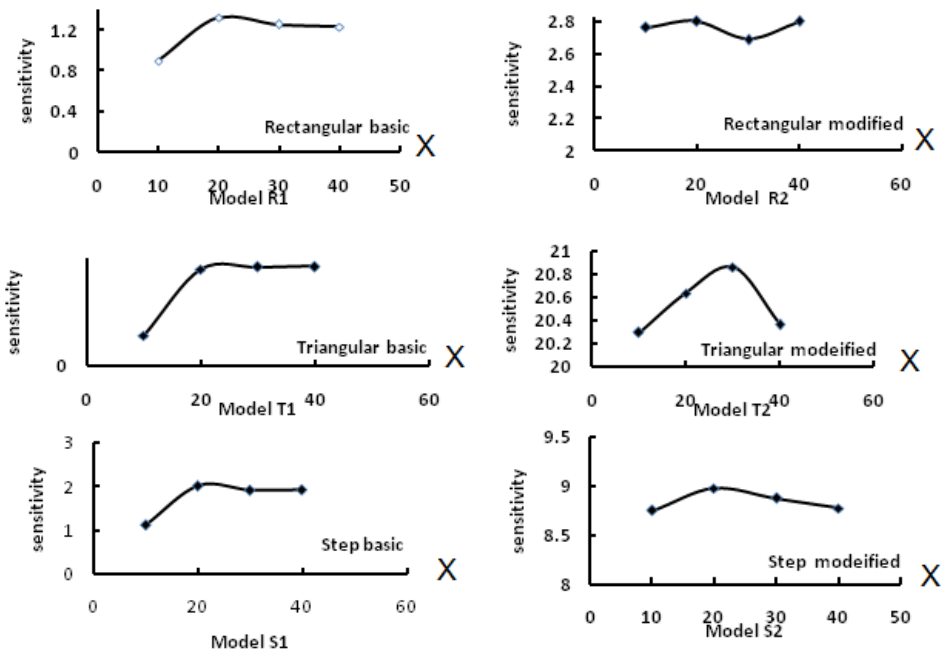 sensitivity
1.2
0.8
0.4
0
Rectangular basic
X
0 10 20 30 40 50
Model R1
sensitivity
3
2.8
2.6
2.4
2.2
2
Rectangular modified
X
0 20 40 60
Model R2
sensitivity
0
Triangular basic
X
0 20 40 60
Model T1
sensitivity
21
20.8
20.6
20.4
20.2
20
Triangular modeified
X
0 20 40 60
Model T2
sensitivity
3
2
1
0
Step basic
X
0 20 40 60
Model S1
sensitivity
9.5
9
8.5
8
Step modeified
X
0 10 20 30 40 50
Model S2